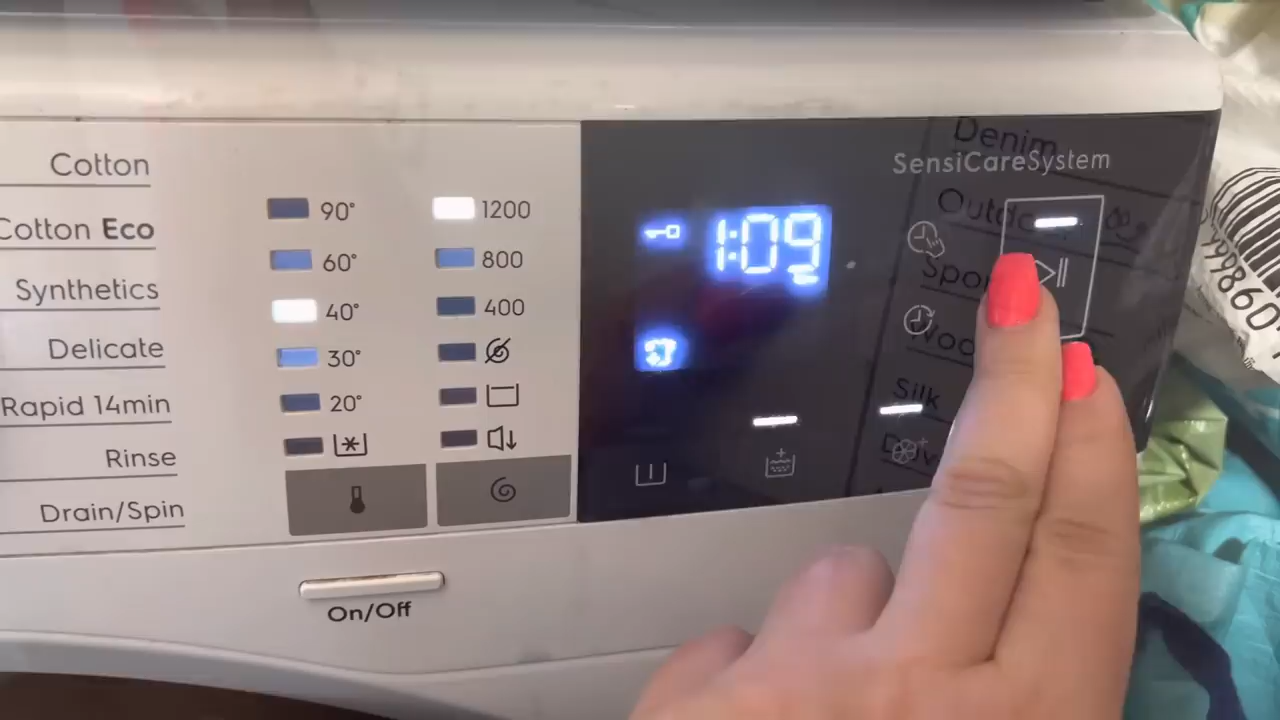 Cotton
Cotton Eco
Synthetics
Delicate
Rapid 14min
Rinse
Drain/Spin
90°
60°
40°
30°
20°
1200
800
400
On/Off
1:09
SensiCareSystem
Denim
Silk